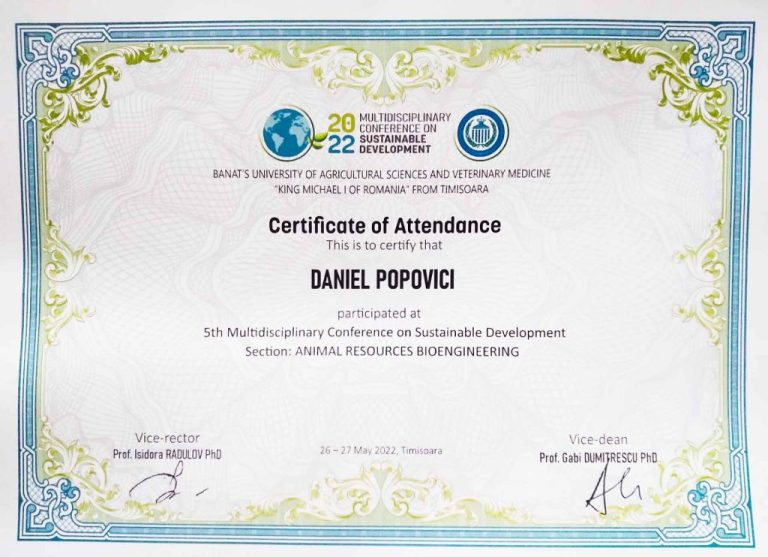 2022
MULTIDISCIPLINARY
CONFERENCE ON
SUSTAINABLE
DEVELOPMENT
BANAT'S UNIVERSITY OF AGRICULTURAL SCIENCES AND VETERINARY MEDICINE
"KING MICHAEL I OF ROMANIA" FROM TIMISOARA
Certificate of Attendance
This is to certify that
DANIEL POPOVICI
participated at
5th Multidisciplinary Conference on Sustainable Development
Section: ANIMAL RESOURCES BIOENGINEERING
Vice-rector
Prof. Isidora RADULOV PhD
26 – 27 May 2022, Timisoara
Vice-dean
Prof. Gabi DUMITRESCU PhD